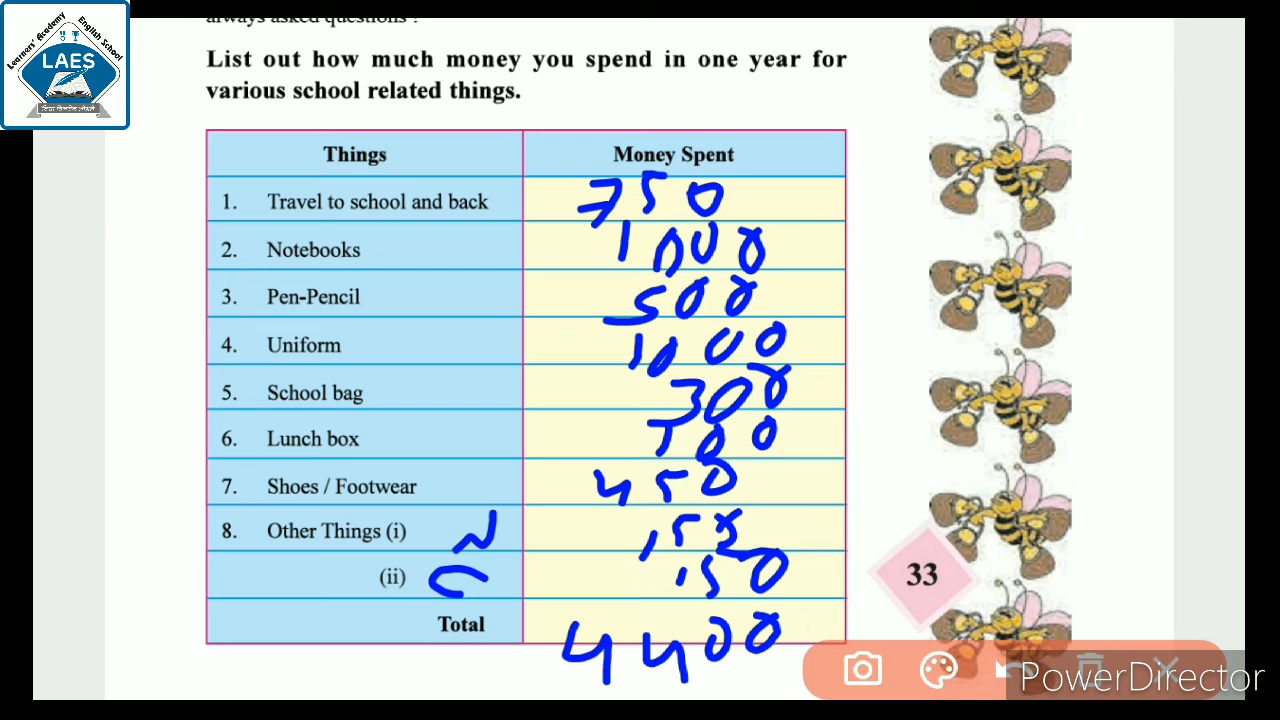 Learners' Academy English School
LAES
always asked questions ?
List out how much money you spend in one year for
various school related things.
Things Money Spent
1. Travel to school and back 750
2. Notebooks 1000
3. Pen-Pencil 500
4. Uniform 1000
5. School bag 300
6. Lunch box 100
7. Shoes / Footwear 450
8. Other Things (i) 150
(ii) 150
Total 4400
33
PowerDirector